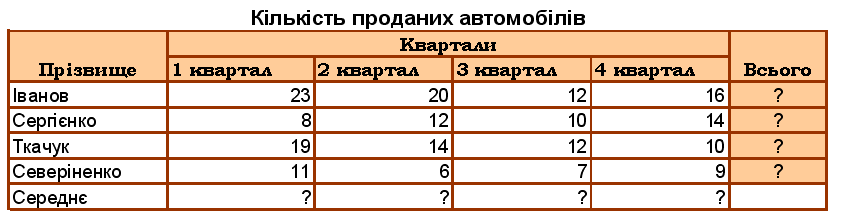 Кількість проданих автомобілів
Квартали
Прізвище 1 квартал 2 квартал 3 квартал 4 квартал Всього
Іванов 23 20 12 16 ?
Сергієнко 8 12 10 14 ?
Ткачук 19 14 12 10 ?
Северіненко 11 6 7 9 ?
Середнє ? ? ? ?